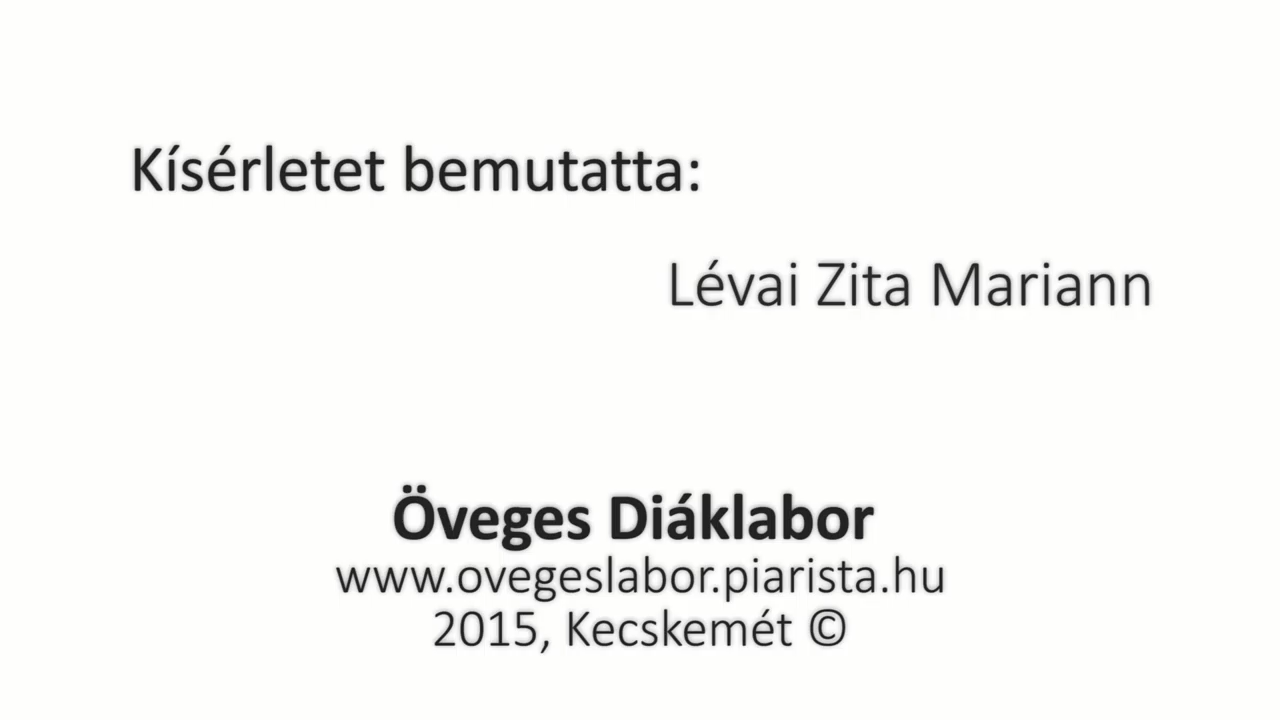 Kísérletet bemutatta:
Lévai Zita Mariann
Öveges Diáklabor
www.ovegeslabor.piarista.hu
2015, Kecskemét ©